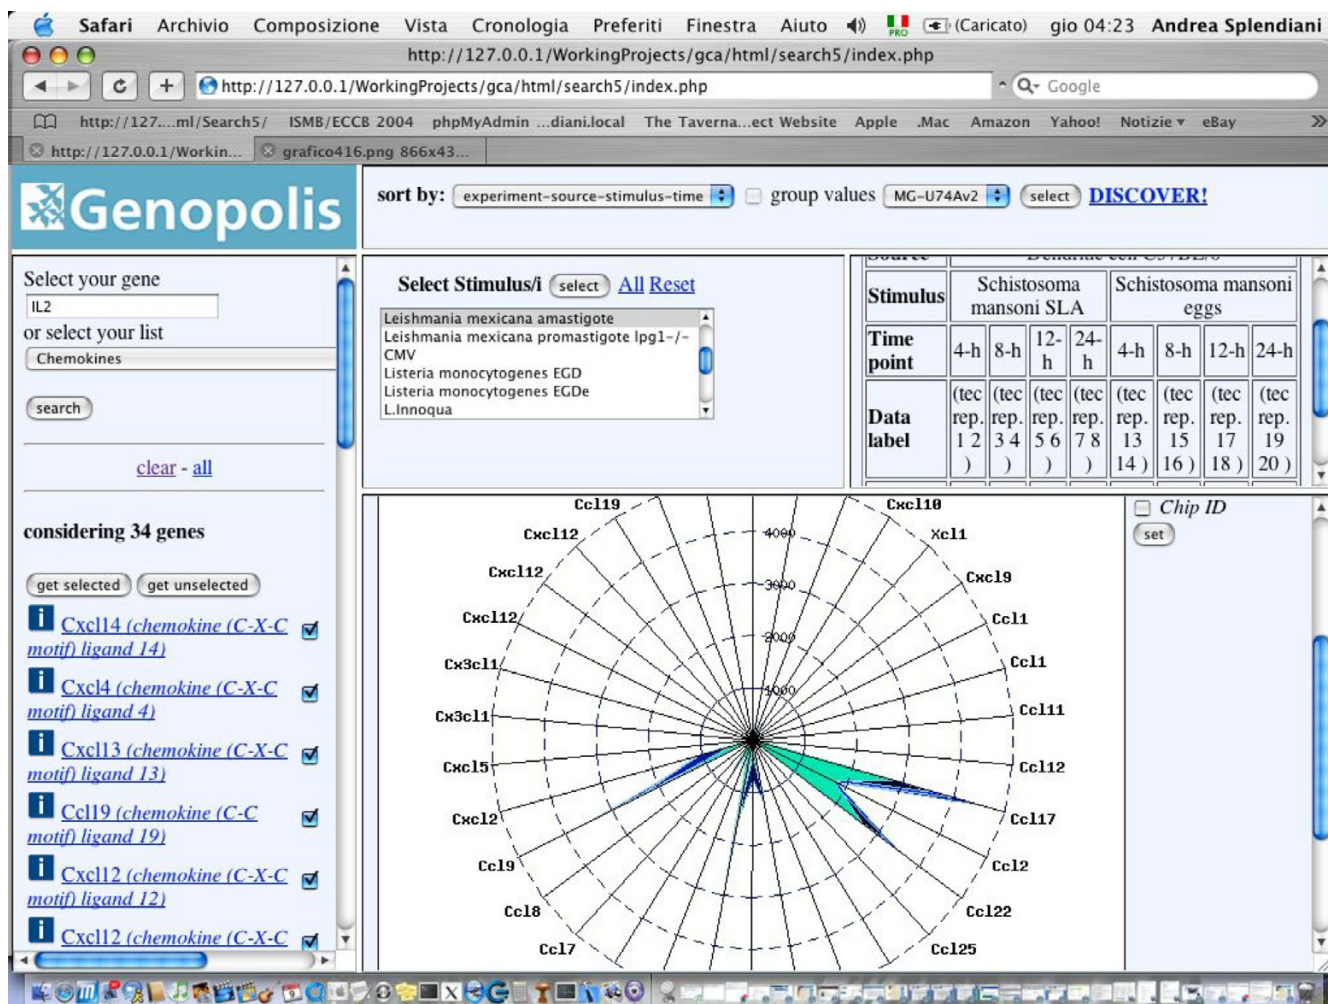 Safari Archivio Composizione Vista Cronologia Preferiti Finestra Aiuto PRO (Caricato) gio 04:23 Andrea Splendiani
http://127.0.0.1/WorkingProjects/gca/html/search5/index.php
http://127.0.0.1/WorkingProjects/gca/html/search5/index.php
Google
http://127....ml/Search5/ ISMB/ECCB 2004 phpMyAdmin ...diani.local The Taverna...ect Website Apple .Mac Amazon Yahoo! Notizie eBay
http://127.0.0.1/Workin... grafico416.png 866x43...
Genopolis
sort by: experiment-source-stimulus-time group values MG-U74Av2 select DISCOVER!
Select your gene
IL2
or select your list
Chemokines
search
clear - all
considering 34 genes
get selected get unselected
Cxcl14 (chemokine (C-X-C
motif) ligand 14)
Cxcl4 (chemokine (C-X-C
motif) ligand 4)
Cxcl13 (chemokine (C-X-C
motif) ligand 13)
Ccl19 (chemokine (C-C
motif) ligand 19)
Cxcl12 (chemokine (C-X-C
motif) ligand 12)
Cxcl12 (chemokine (C-X-C
Select Stimulus/i select All Reset
Leishmania mexicana amastigote
Leishmania mexicana promastigote lpg1-/-
CMV
Listeria monocytogenes EGD
Listeria monocytogenes EGDe
L.Innoqua
Source Dendritic cell C57BL/6
Stimulus
Schistosoma
mansoni SLA
Schistosoma mansoni
eggs
Time
point
4-h 8-h 12-h 24-h 4-h 8-h 12-h 24-h
Data
label
(tec rep. 1 2 ) (tec rep. 3 4 ) (tec rep. 5 6 ) (tec rep. 7 8 ) (tec rep. 13 14 ) (tec rep. 15 16 ) (tec rep. 17 18 ) (tec rep. 19 20 )
Ccl19
Cxcl12
Cxcl12
Cxcl12
Cx3cl1
Cx3cl1
Cxcl5
Cxcl2
Ccl9
Ccl8
Ccl7
4000
3000
2000
1000
Cxcl10
Xcl1
Cxcl9
Ccl1
Ccl1
Ccl11
Ccl12
Ccl17
Ccl2
Ccl22
Ccl25
Chip ID
set